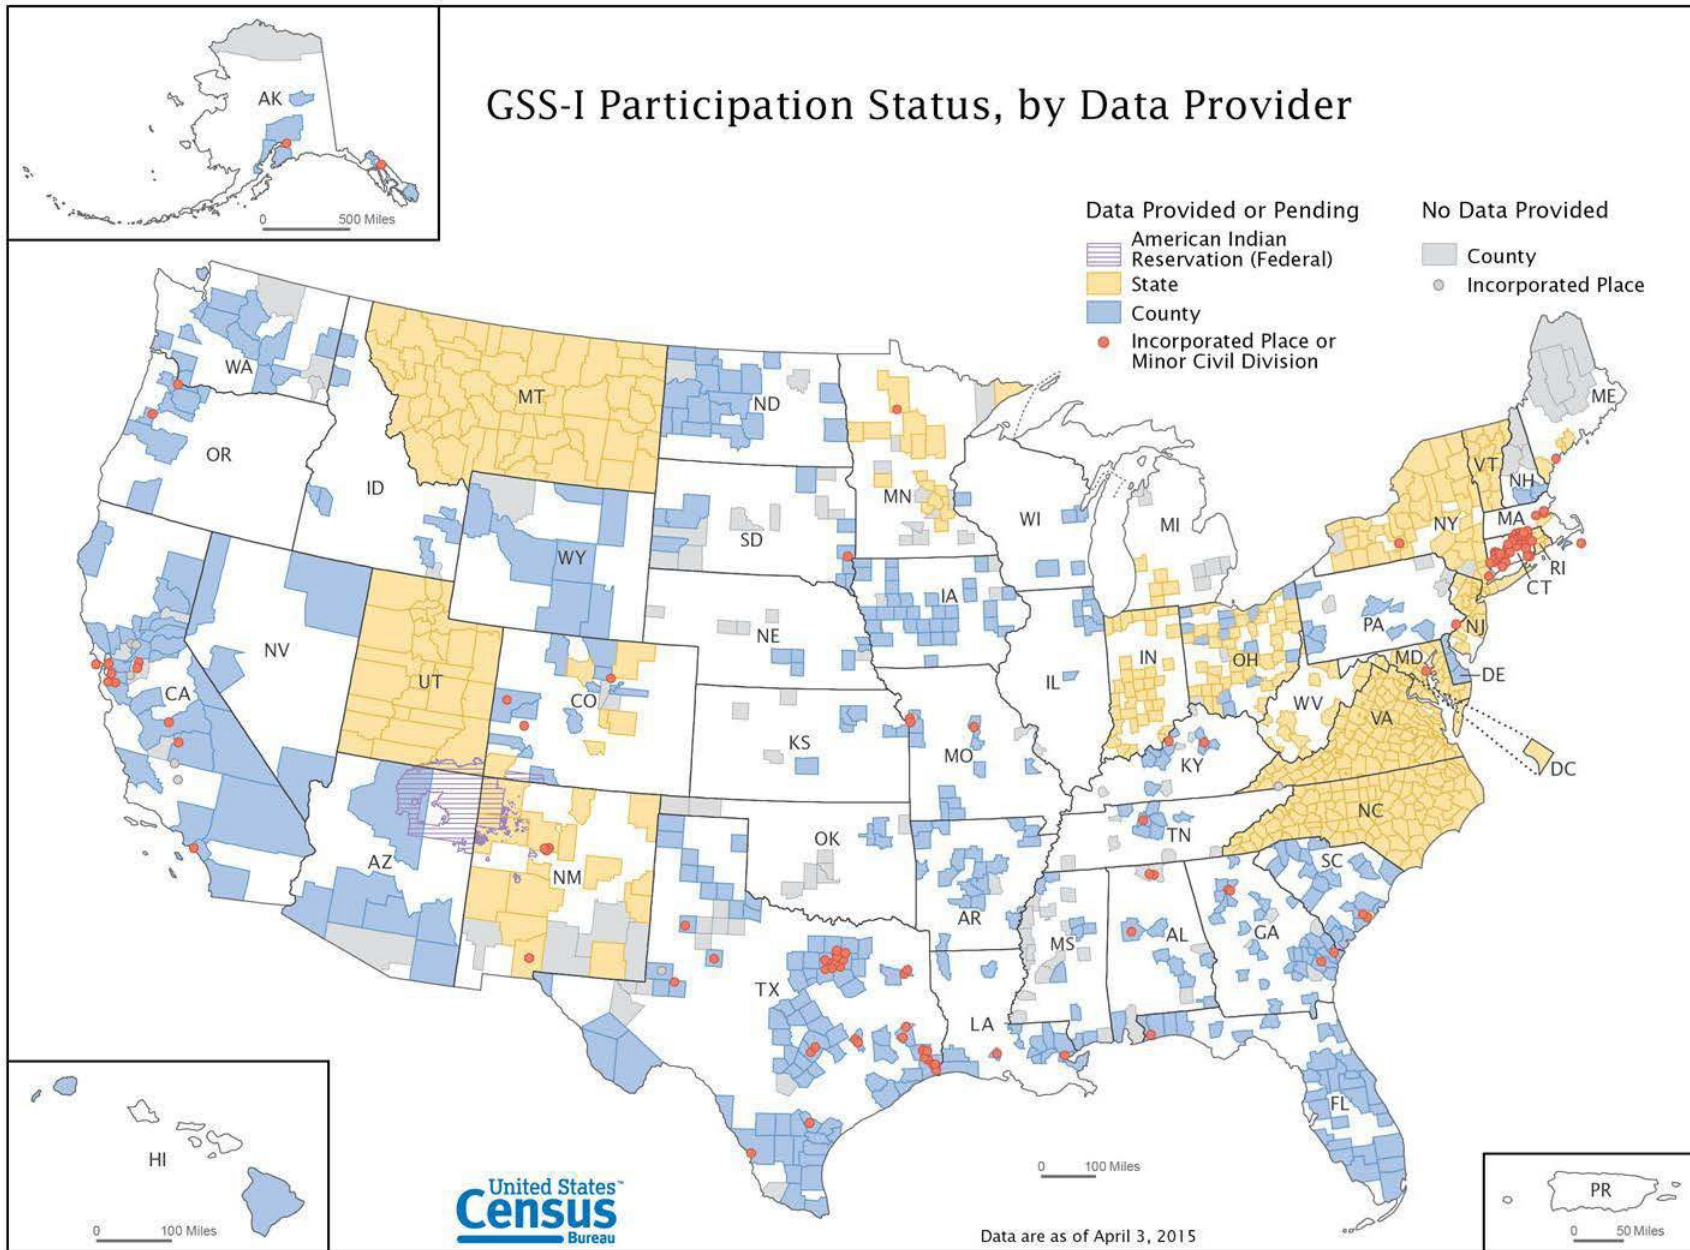 GSS-I Participation Status, by Data Provider
AK
0 500 Miles
Data Provided or Pending
American Indian
Reservation (Federal)
State
County
Incorporated Place or
Minor Civil Division
No Data Provided
County
Incorporated Place
WA
MT
ND
ME
OR
ID
MN
VT
NH
SD
WI
MI
NY
MA
WY
RI
CT
IA
NE
PA
NJ
NV
UT
CO
CA
IL
IN
OH
MD
DE
WV
VA
KS
MO
KY
DC
NC
OK
TN
AZ
NM
SC
AR
MS
AL
GA
TX
LA
FL
HI
0 100 Miles
United States™
Census
Bureau
0 100 Miles
Data are as of April 3, 2015
PR
0 50 Miles